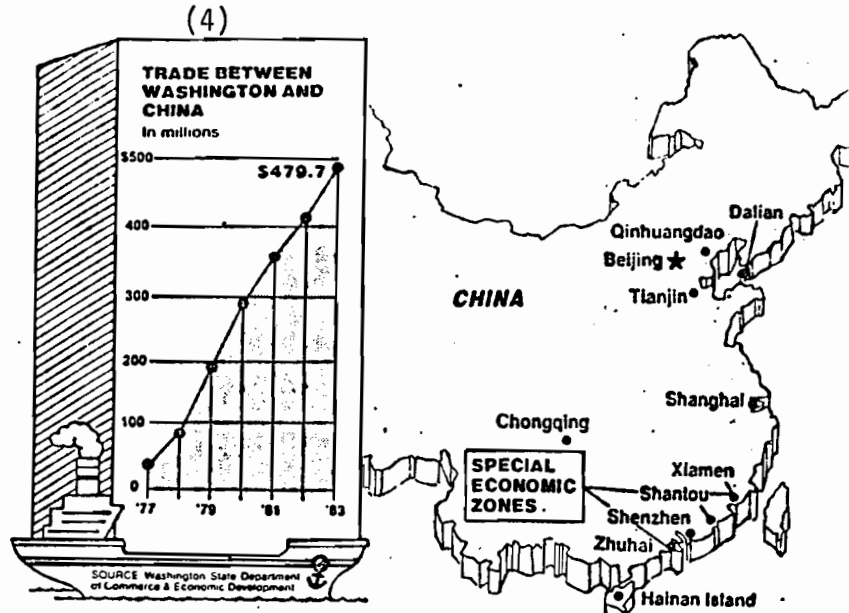 (4)
TRADE BETWEEN
WASHINGTON AND
CHINA
In millions
$500
$479.7
400
300
200
100
0
'77
'79
'81
'83
SOURCE Washington State Department
of Commerce & Economic Development
CHINA
Dalian
Qinhuangdao
Beijing
Tianjin
Shanghai
Chongqing
SPECIAL
ECONOMIC
ZONES.
Xiamen
Shantou
Shenzhen
Zhuhai
Hainan Island